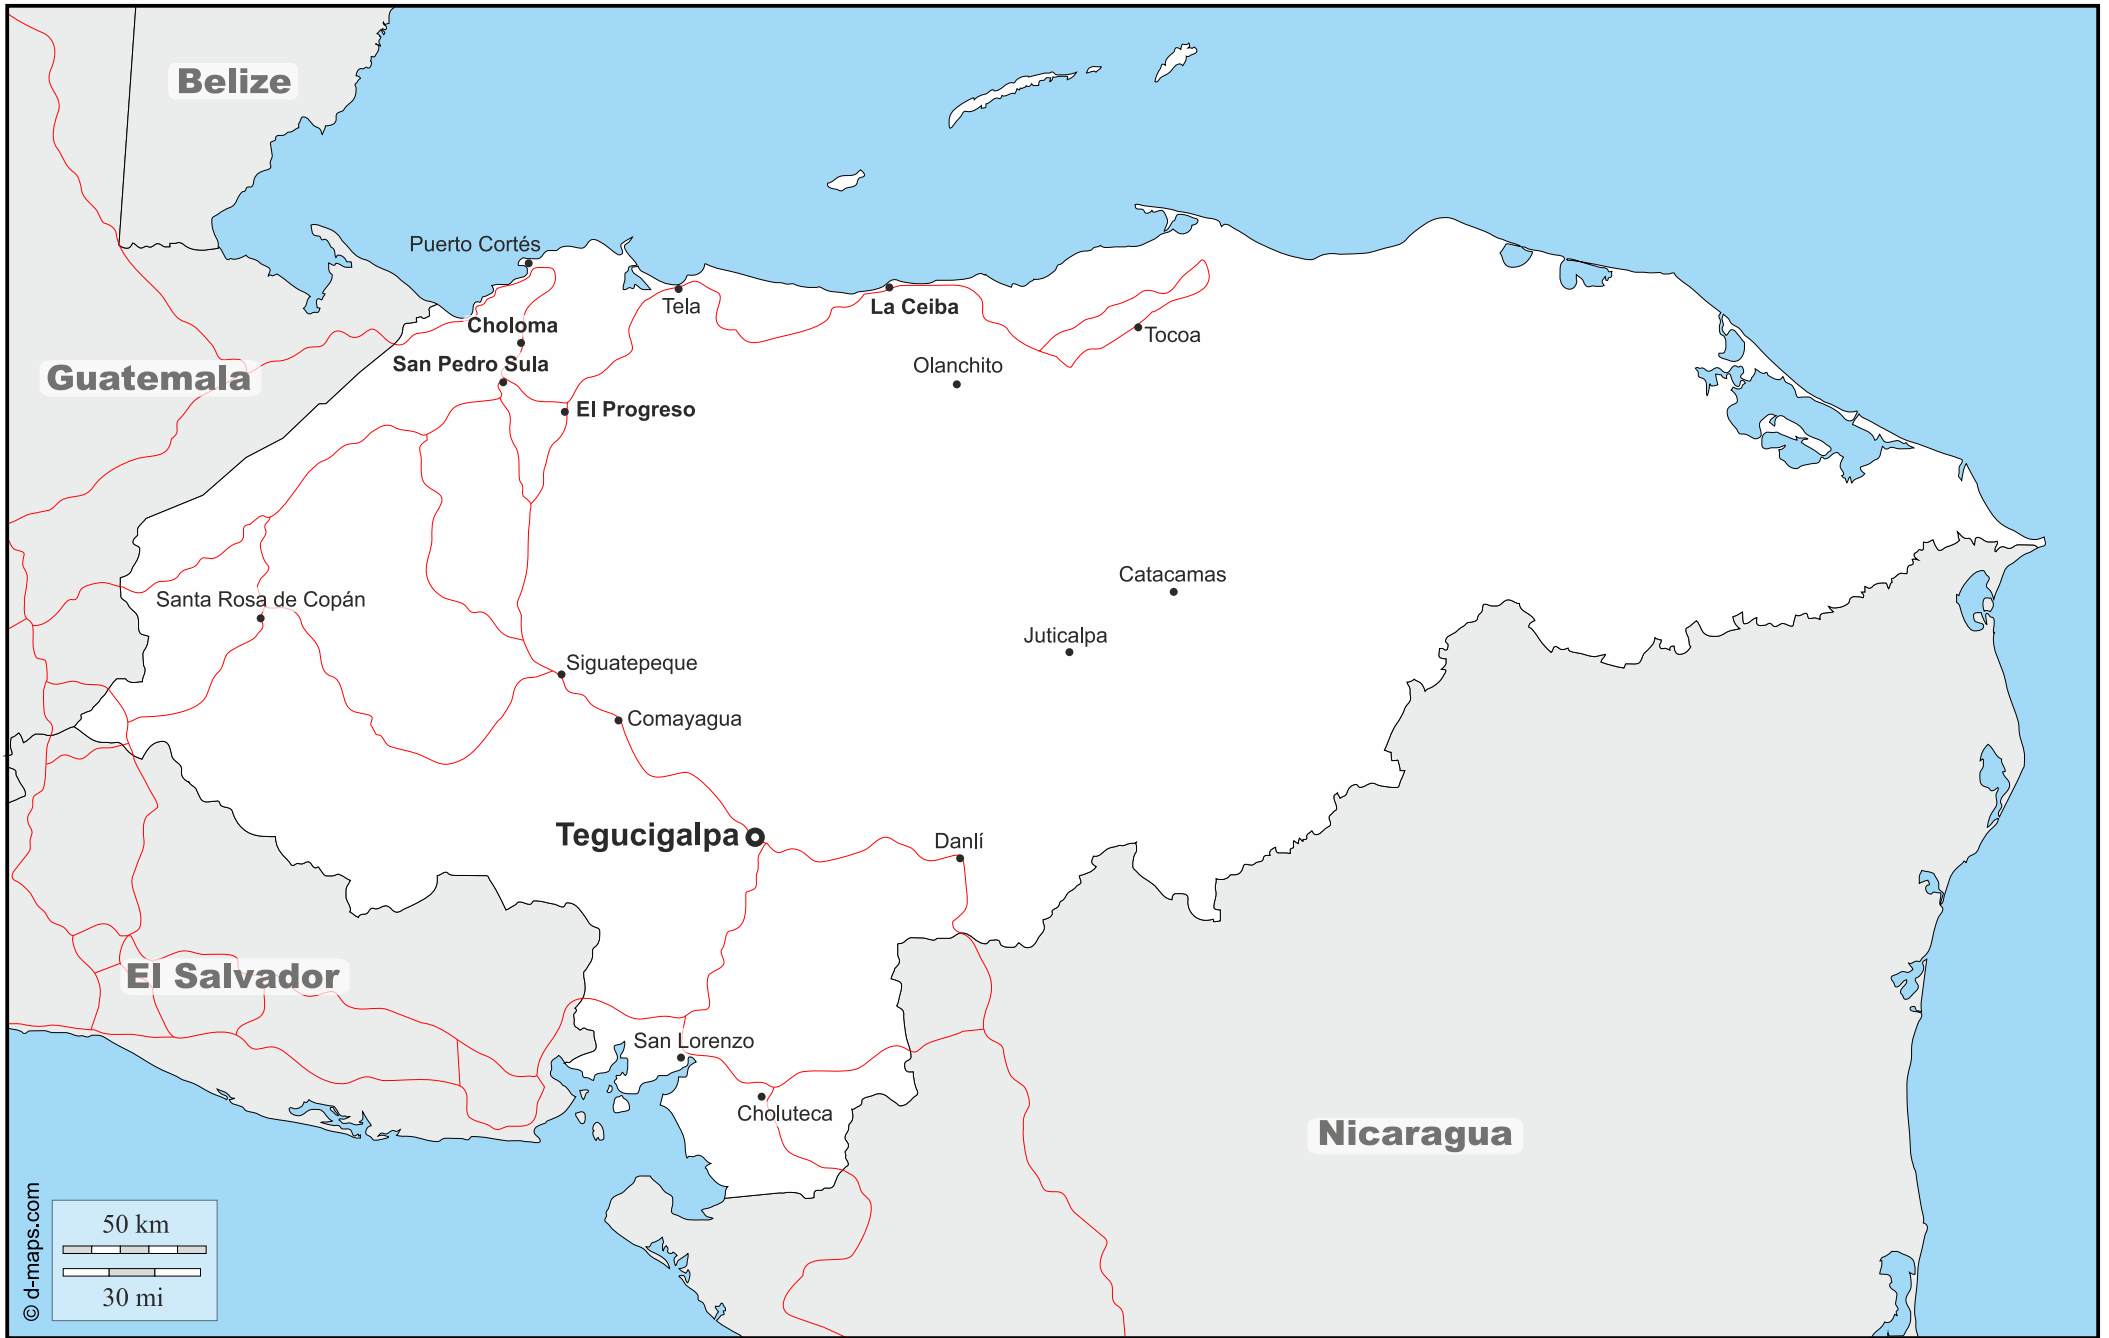 Belize
Puerto Cortés
Tela
La Ceiba
Choloma
Tocoa
San Pedro Sula
Olanchito
Guatemala
El Progreso
Catacamas
Santa Rosa de Copán
Juticalpa
Siguatepeque
Comayagua
Tegucigalpa
Danlí
El Salvador
San Lorenzo
Choluteca
Nicaragua
© d-maps.com
50 km
30 mi